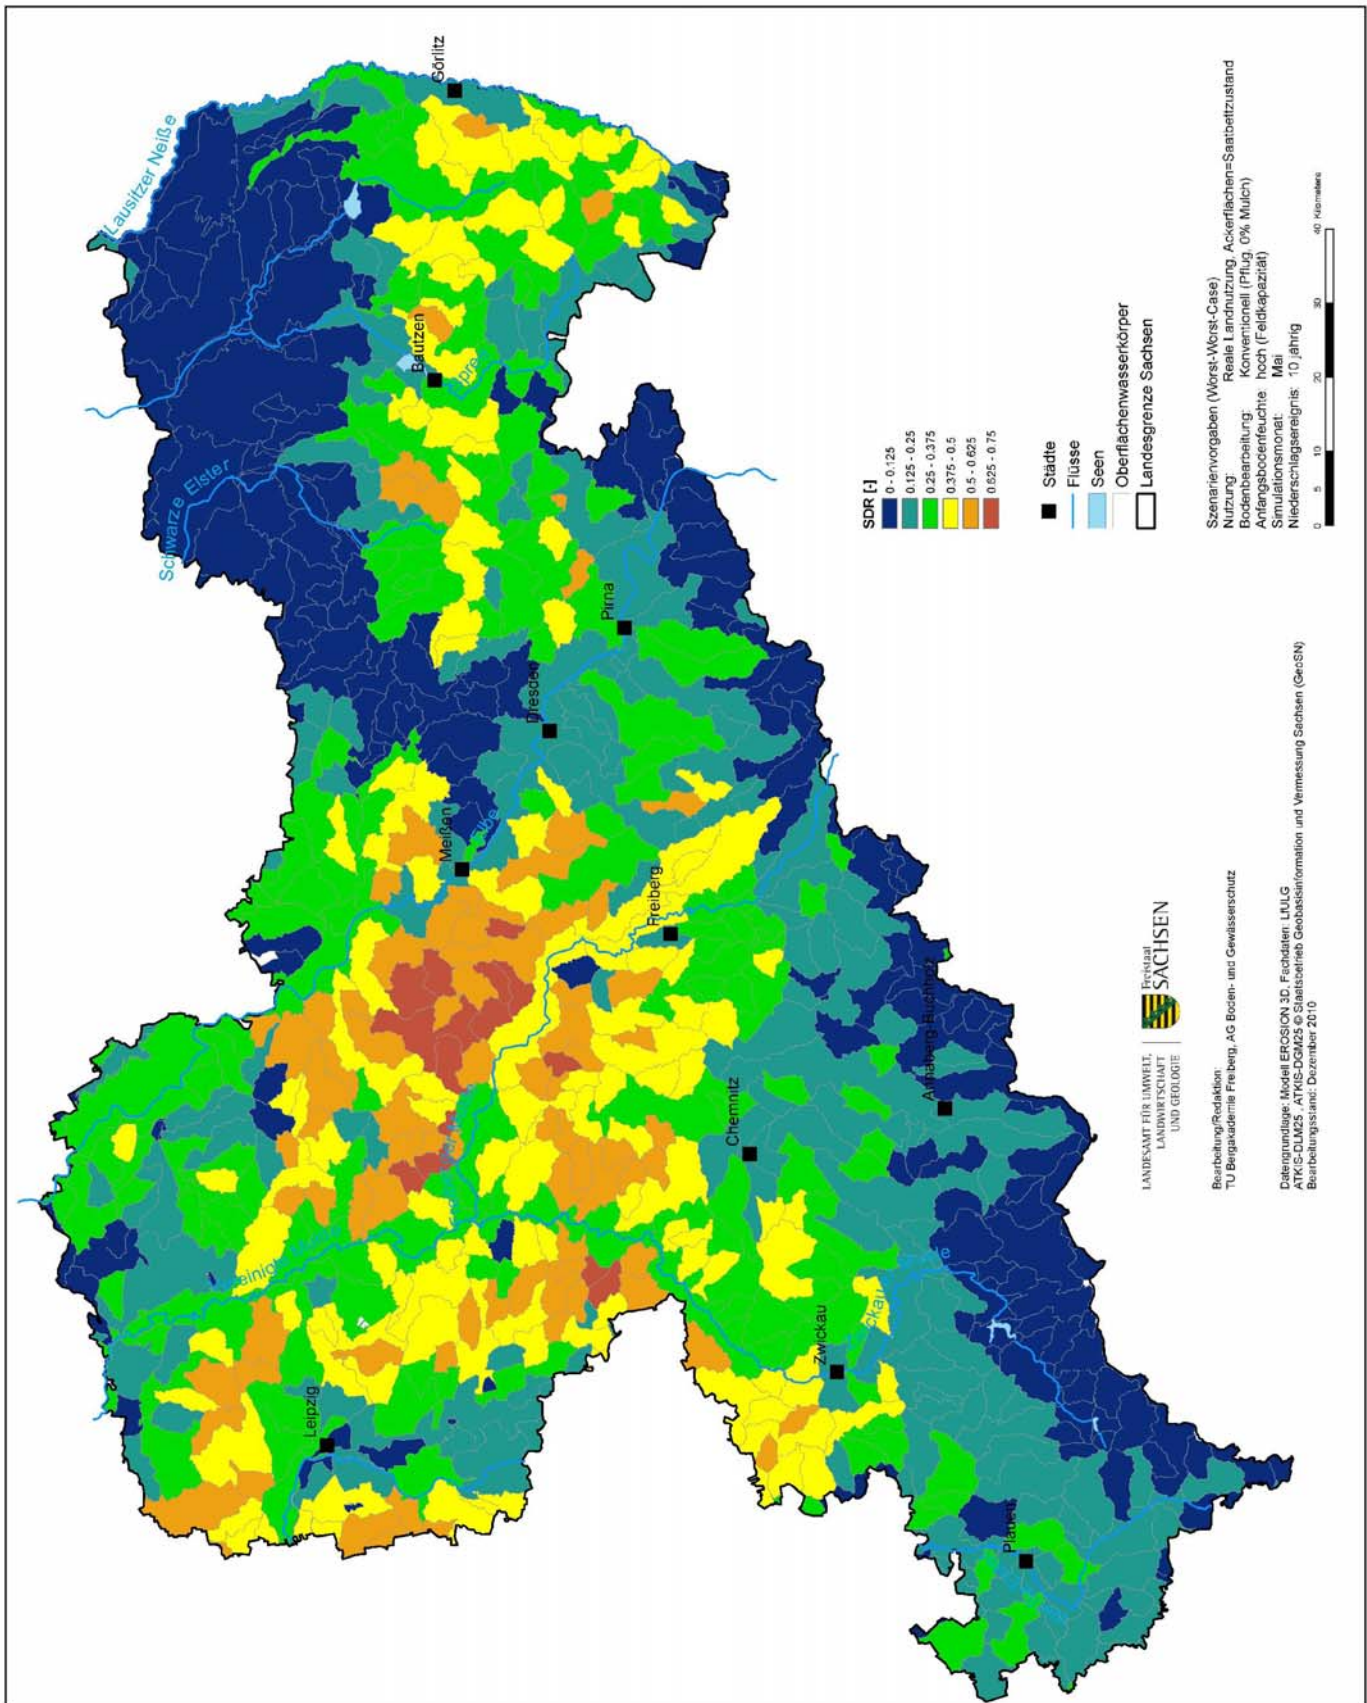 Lausitzer Neiße
Görlitz
Schwarze Elster
Bautzen
Pirna
Dresden
Meißen
Elbe
Freiberg
Chemnitz
Annaberg-Buchholz
Leipzig
Zwickau
Plauen
SDR [-]
0 - 0.125
0.125 - 0.25
0.25 - 0.375
0.375 - 0.5
0.5 - 0.625
0.625 - 0.75
Städte
Flüsse
Seen
Oberflächenwasserkörper
Landesgrenze Sachsen
Szenarienvorgaben (Worst-Worst-Case)
Nutzung: Reale Landnutzung, Ackerflächen=Saatbettzustand
Bodenbearbeitung: Konventionell (Pflug, 0% Mulch)
Anfangsbodenfeuchte: hoch (Feldkapazität)
Simulationsmonat: Mai
Niederschlagsereignis: 10 jährig
0 5 10 20 30 40 Kilometers
LANDESAMT FÜR UMWELT,
LANDWIRTSCHAFT
UND GEOLOGIE
Freistaat
SACHSEN
Bearbeitung/Redaktion:
TU Bergakademie Freiberg, AG Boden- und Gewässerschutz
Datengrundlage: Modell EROSION 3D, Fachdaten: LfULG
ATKIS-DLM25, ATKIS-DGM25 © Staatsbetrieb Geobasisinformation und Vermessung Sachsen (GeoSN)
Bearbeitungsstand: Dezember 2010